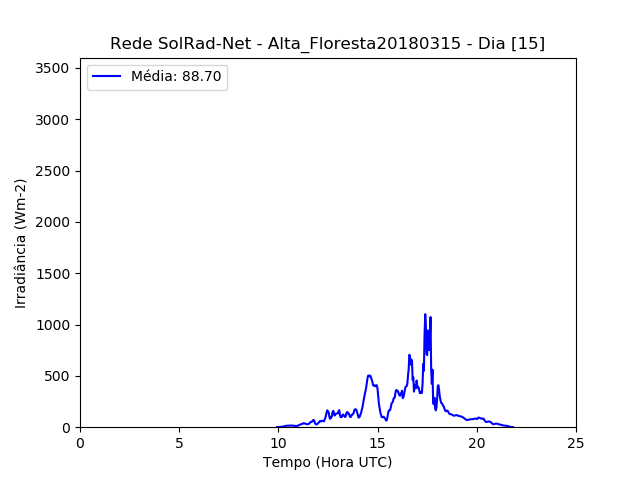 Rede SolRad-Net - Alta_Floresta20180315 - Dia [15]
Média: 88.70
3500
3000
2500
2000
1500
1000
500
0
Irradiância (Wm-2)
0 5 10 15 20 25
Tempo (Hora UTC)